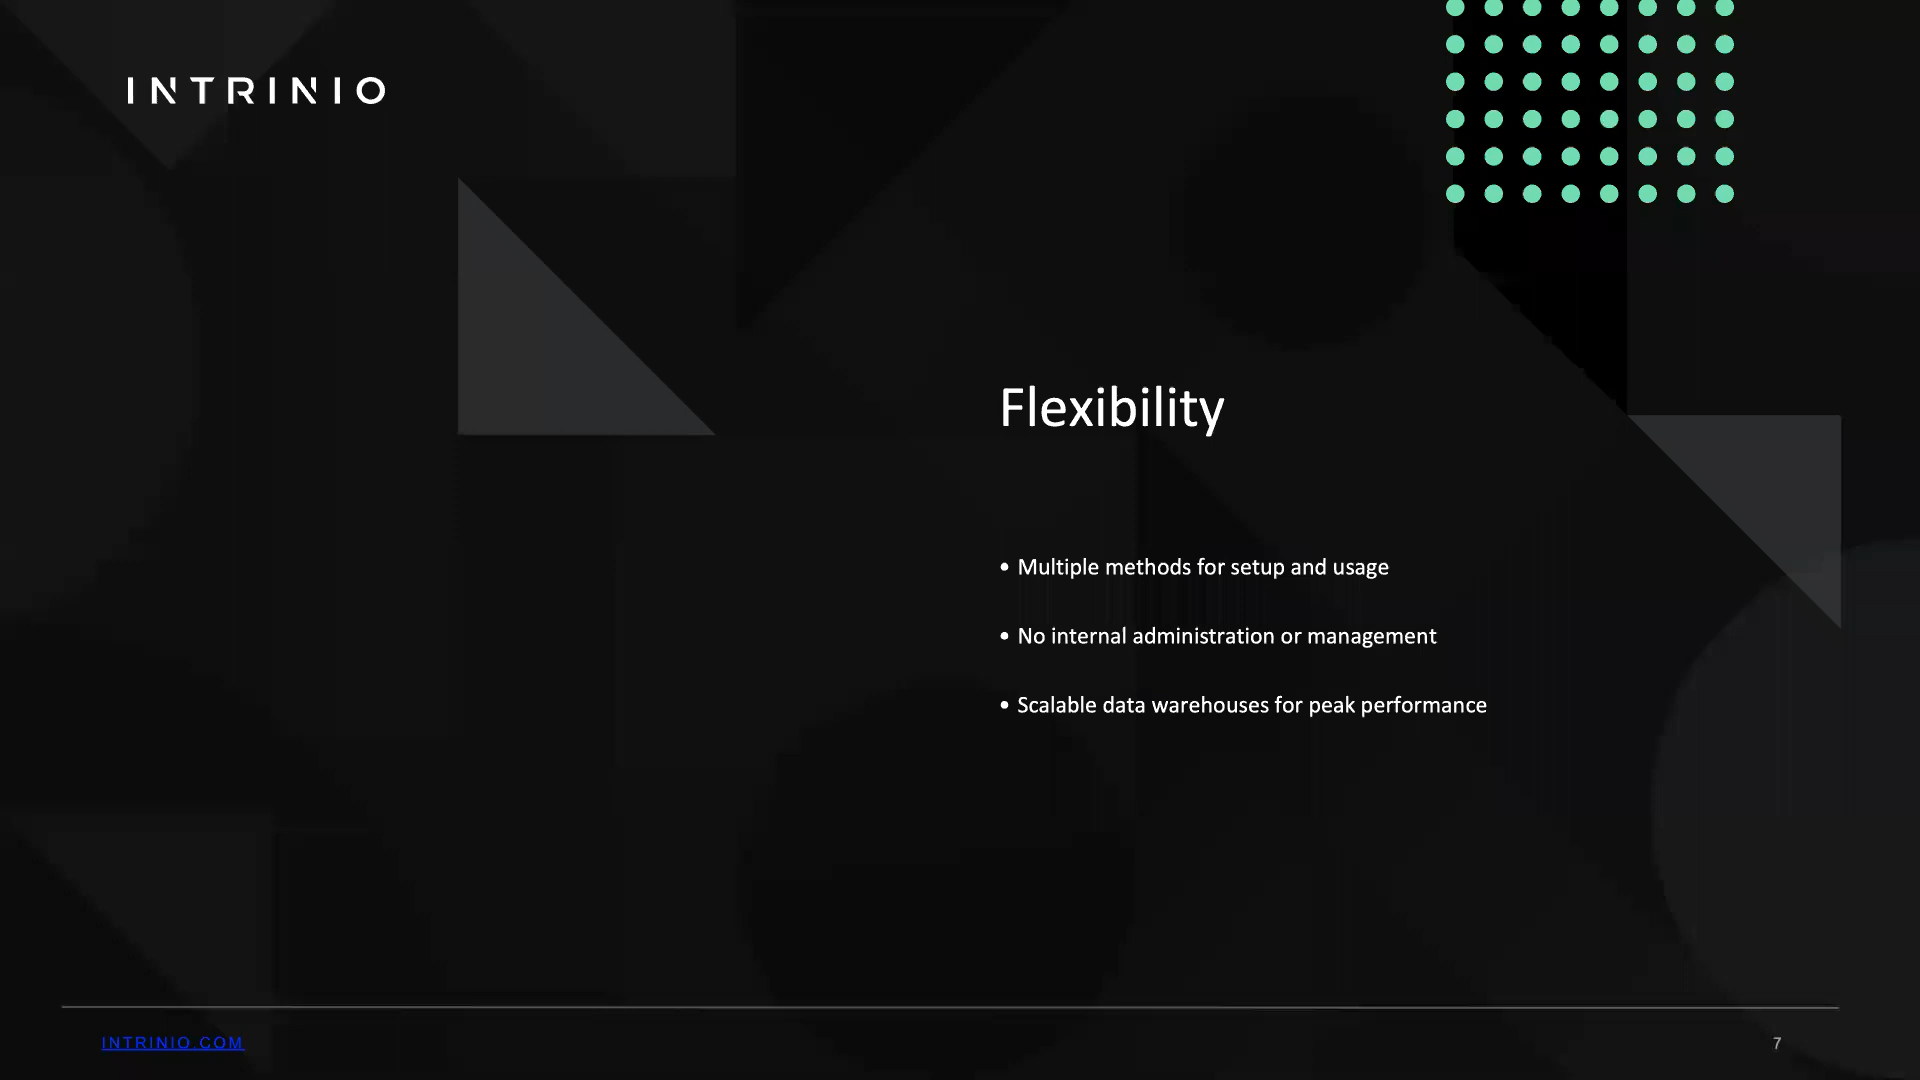 INTRINIO
Flexibility
• Multiple methods for setup and usage
• No internal administration or management
• Scalable data warehouses for peak performance
INTRINIO.COM
7